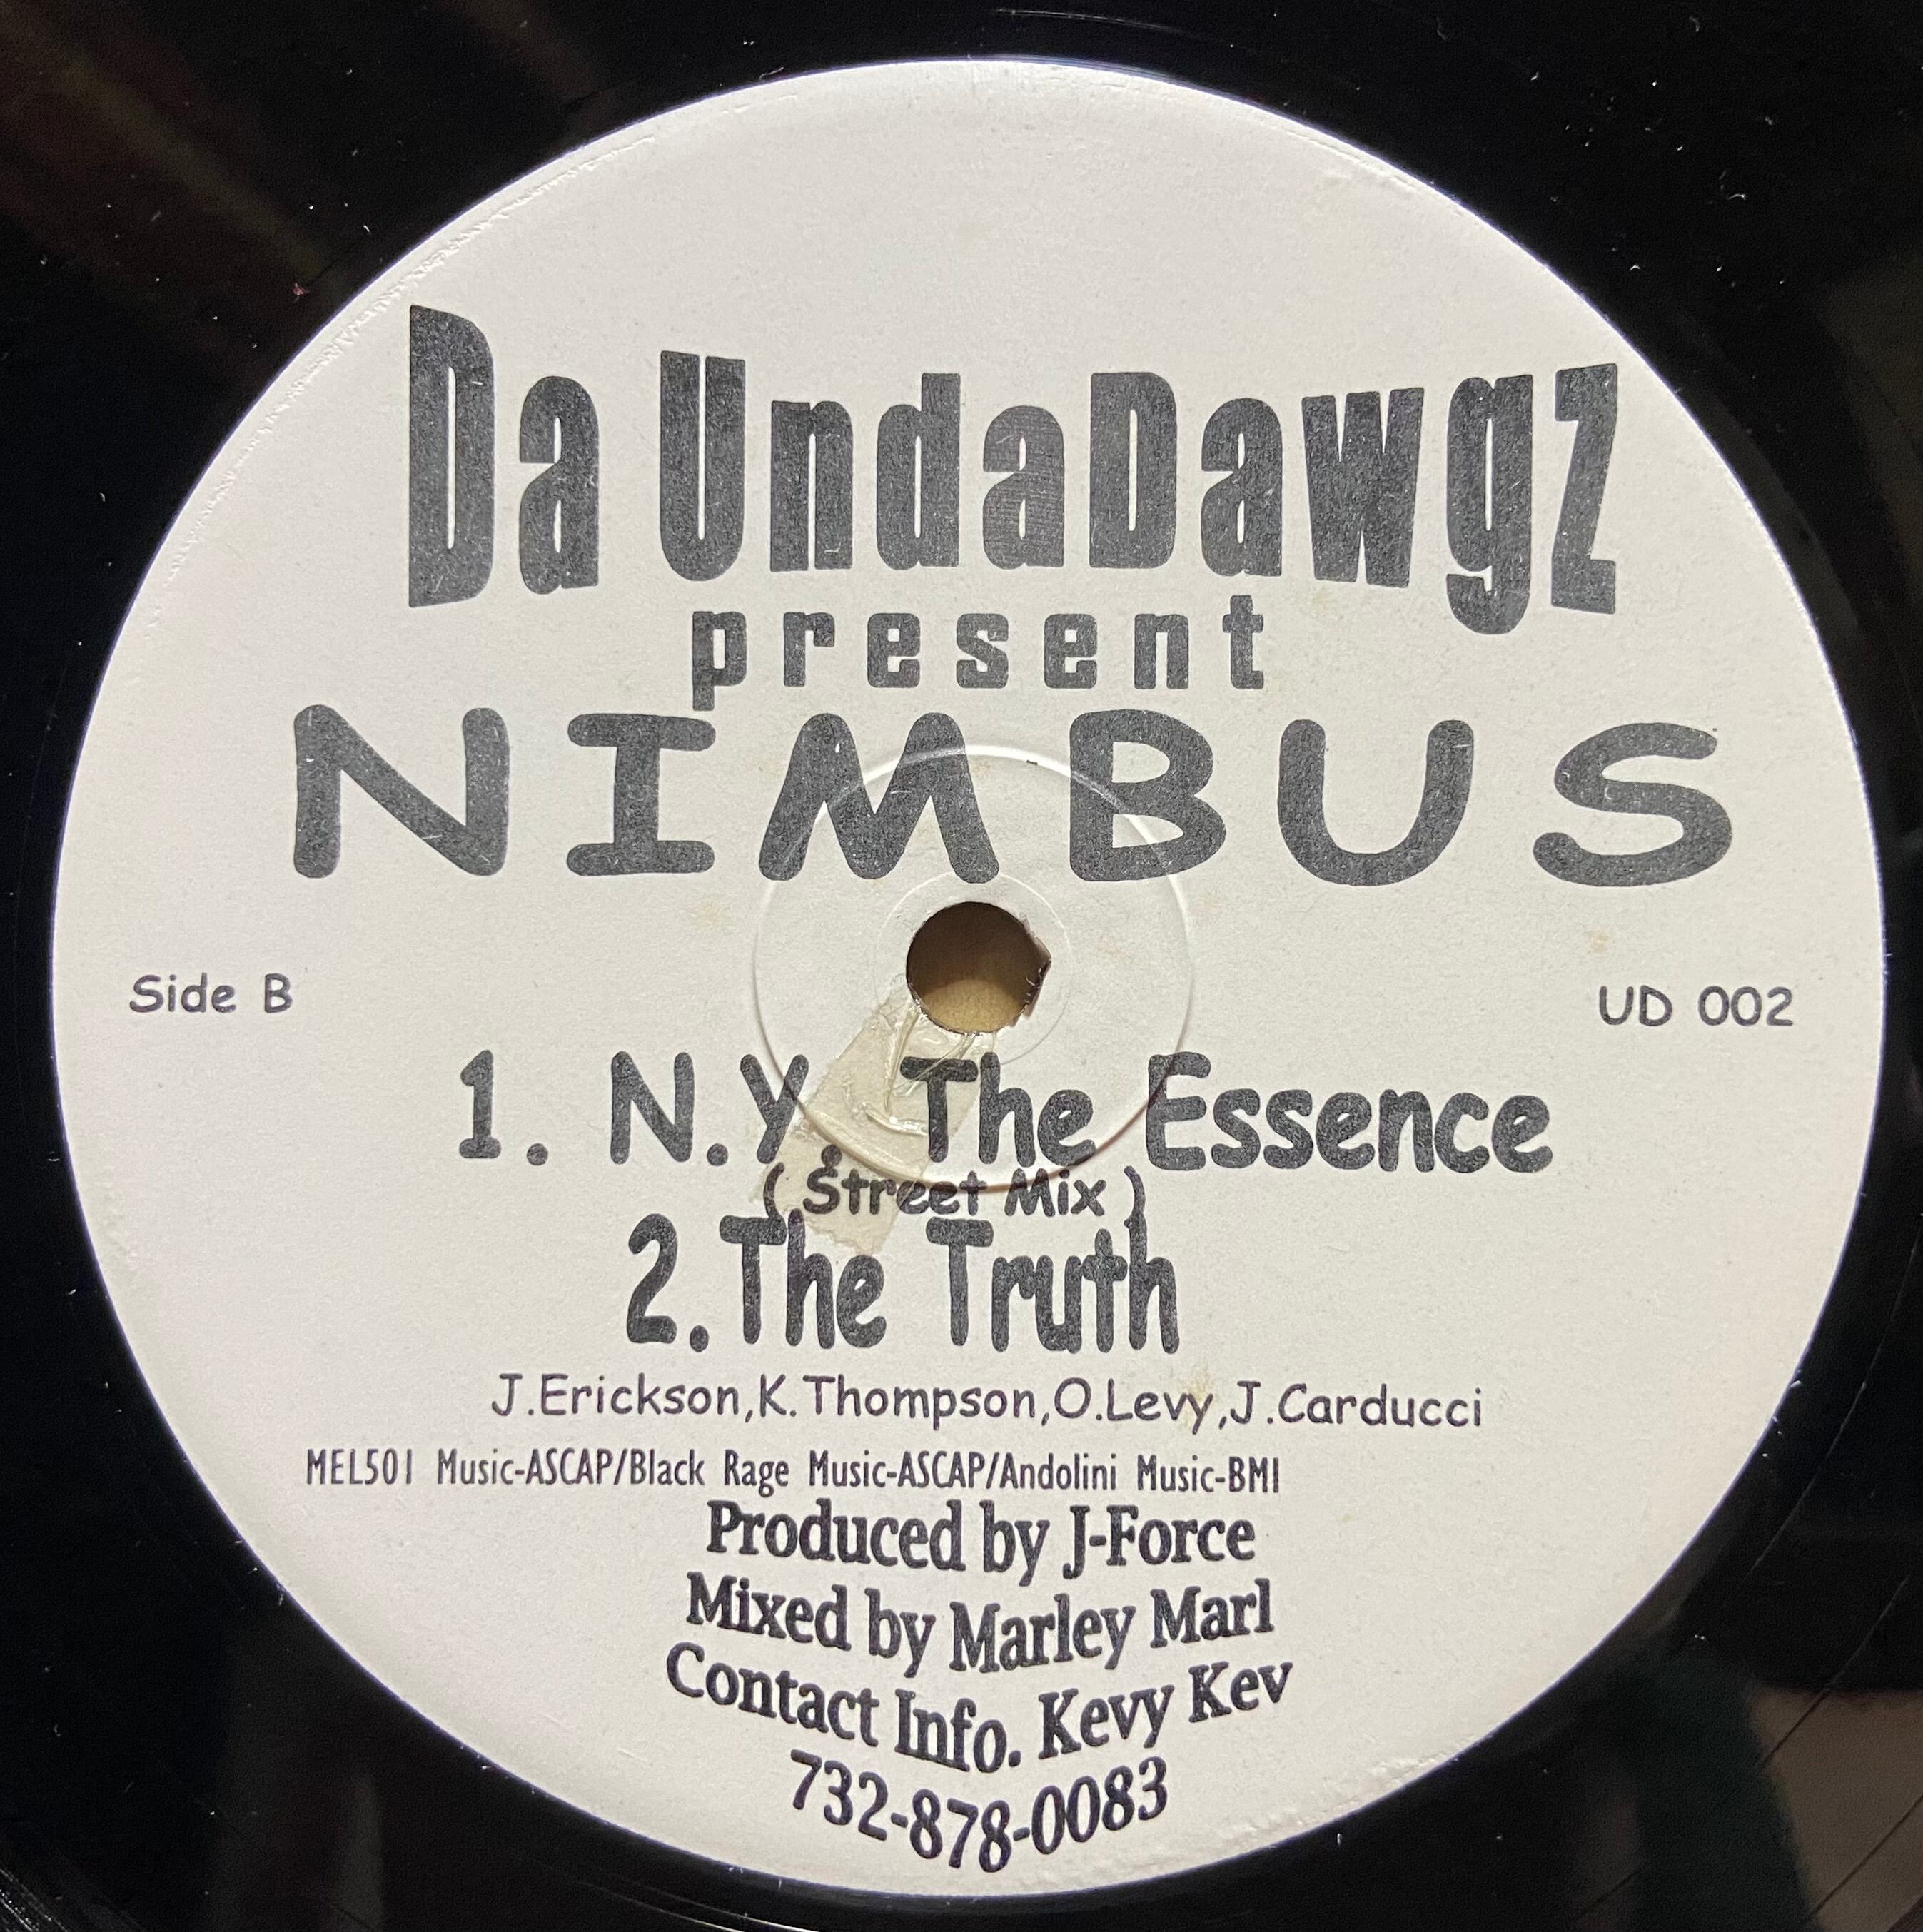 Da UndaDawgz
present
NIMBUS
Side B
UD 002
1. N.Y. The Essence
( Street Mix )
2. The Truth
J.Erickson,K.Thompson,O.Levy,J.Carducci
MEL501 Music-ASCAP/Black Rage Music-ASCAP/Andolini Music-BMI
Produced by J-Force
Mixed by Marley Marl
Contact Info. Kevy Kev
732-878-0083